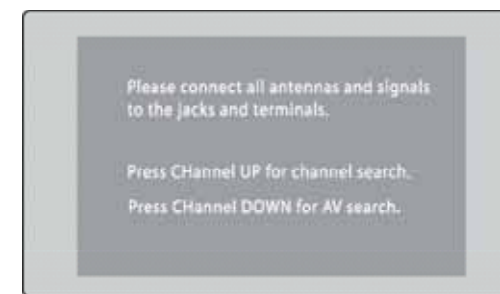 Please connect all antennas and signals
to the jacks and terminals.
Press CHannel UP for channel search.
Press CHannel DOWN for AV search.